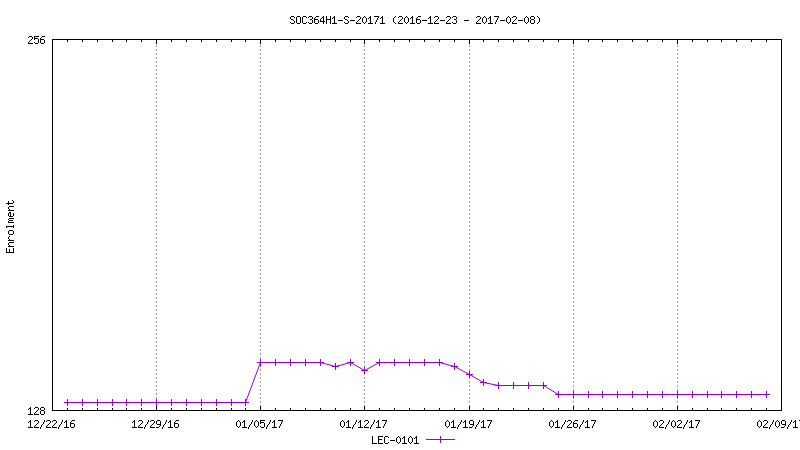 SOC364H1-S-20171 (2016-12-23 - 2017-02-08)
256
Enrolment
128
12/22/16 12/29/16 01/05/17 01/12/17 01/19/17 01/26/17 02/02/17 02/09/1
LEC-0101